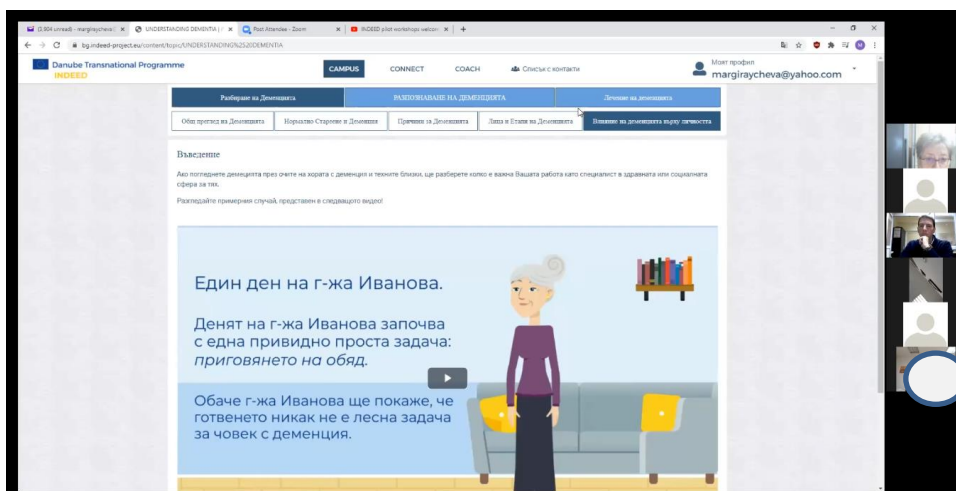 (3,604 unread) - margiraycheva@
UNDERSTANDING DEMENTIA |
Post Attendee - Zoom
INDEED pilot workshops welcom
bg.indeed-project.eu/content/topic/UNDERSTANDING%2520DEMENTIA
Danube Transnational Programme
INDEED
CAMPUS
CONNECT
COACH
Списък с контакти
Моят профил
margiraycheva@yahoo.com
Разбиране на Деменцията
РАЗПОЗНАВАНЕ НА ДЕМЕНЦИЯТА
Лечение на деменцията
Общ преглед на Деменцията
Нормално Стареене и Деменция
Причини за Деменцията
Лица и Етапи на Деменцията
Влияние на деменцията върху личността
Въведение
Ако погледнете демецията през очите на хората с деменция и техните близки, ще разберете колко е важна Вашата работа като специалист в здравната или социалната
сфера за тях.
Разгледайте примерния случай, представен в следващото видео!
Един ден на г-жа Иванова.
Денят на г-жа Иванова започва
с една привидно проста задача:
приговянето на обяд.
Обаче г-жа Иванова ще покаже, че
готвенето никак не е лесна задача
за човек с деменция.